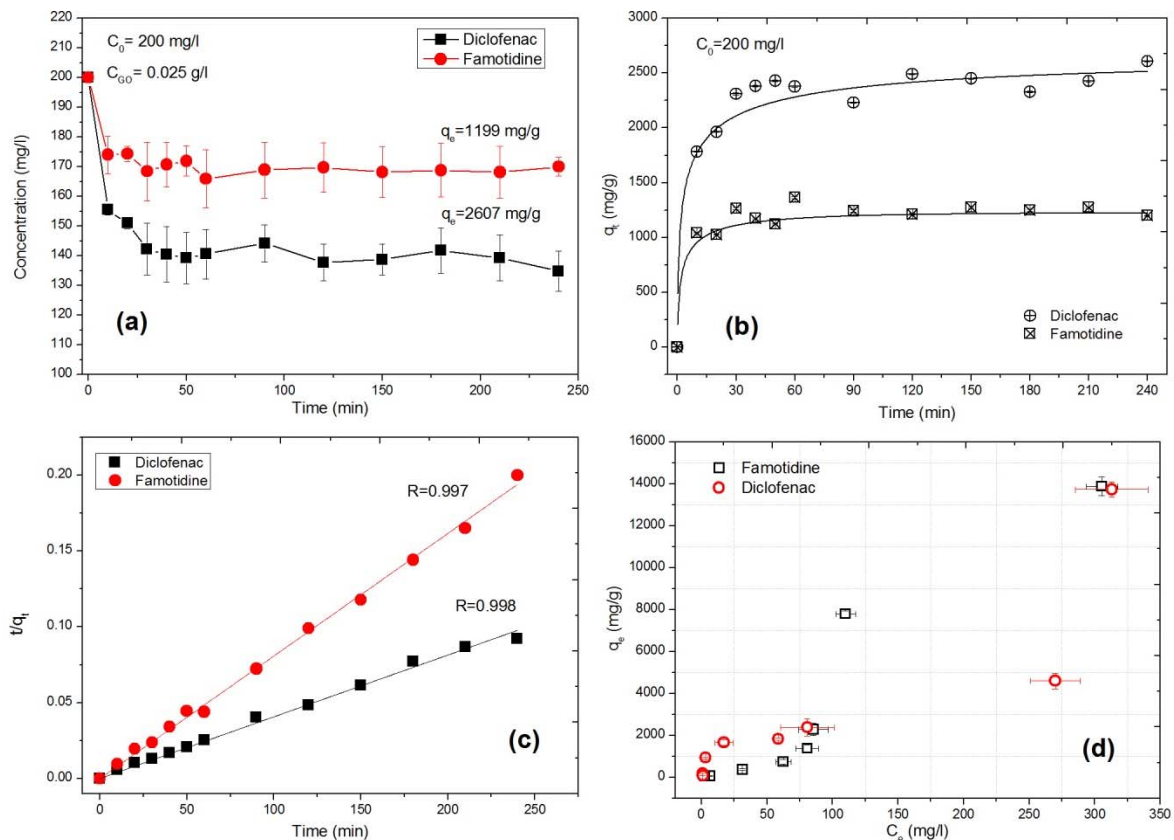 220
210
200
190
180
170
160
150
140
130
120
110
100
Concentration (mg/l)
C₀= 200 mg/l
C_GO= 0.025 g/l
Diclofenac
Famotidine
qₑ=1199 mg/g
qₑ=2607 mg/g
(a)
0 50 100 150 200 250
Time (min)
3000
2500
2000
1500
1000
500
0
qₜ (mg/g)
C₀=200 mg/l
(b)
Diclofenac
Famotidine
0 30 60 90 120 150 180 210 240
Time (min)
0.20
0.15
0.10
0.05
0.00
t/qₜ
Diclofenac
Famotidine
R=0.997
R=0.998
(c)
0 50 100 150 200 250
Time (min)
16000
14000
12000
10000
8000
6000
4000
2000
0
qₑ (mg/g)
Famotidine
Diclofenac
(d)
0 50 100 150 200 250 300 350
Cₑ (mg/l)